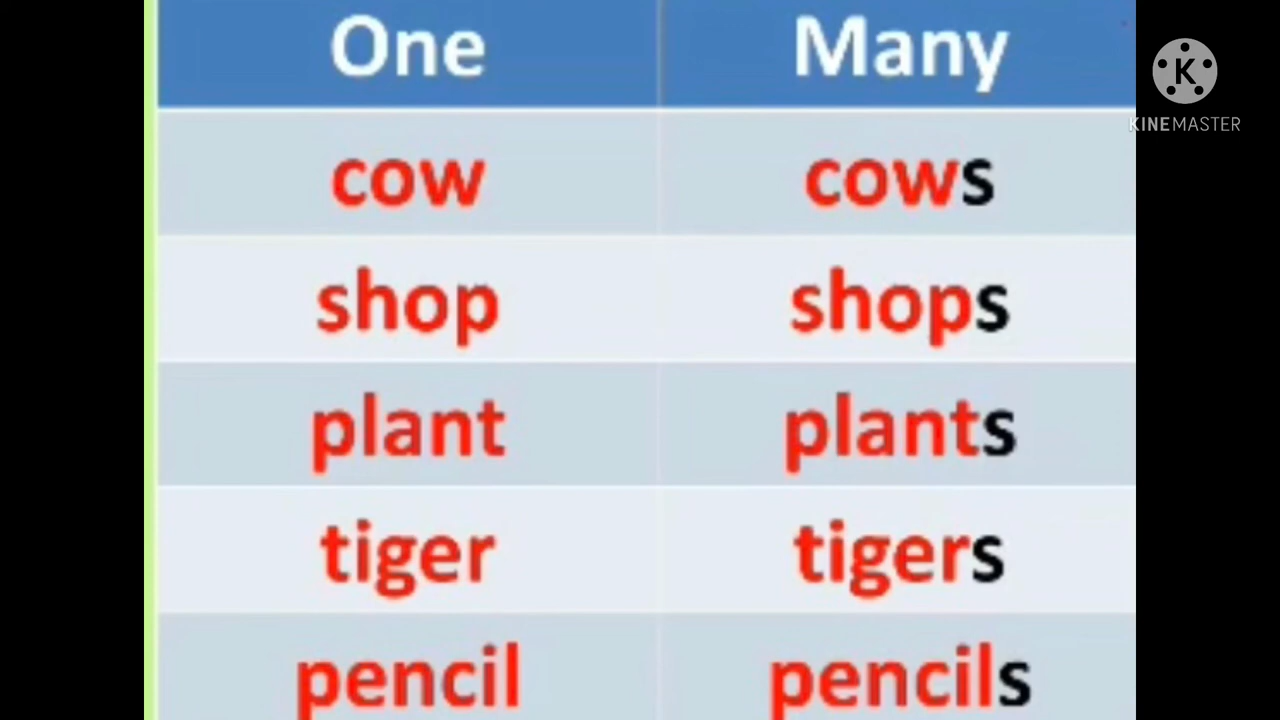 One Many
cow cows
shop shops
plant plants
tiger tigers
pencil pencils
K
KINEMASTER